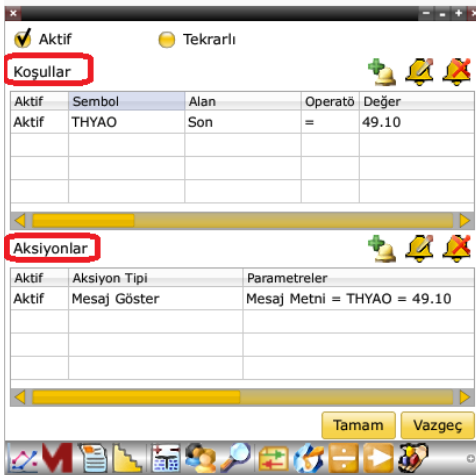 Aktif Tekrarlı
Koşullar
Aktif Sembol Alan Operatö Değer
Aktif THYAO Son = 49.10
Aksiyonlar
Aktif Aksiyon Tipi Parametreler
Aktif Mesaj Göster Mesaj Metni = THYAO = 49.10
Tamam Vazgeç